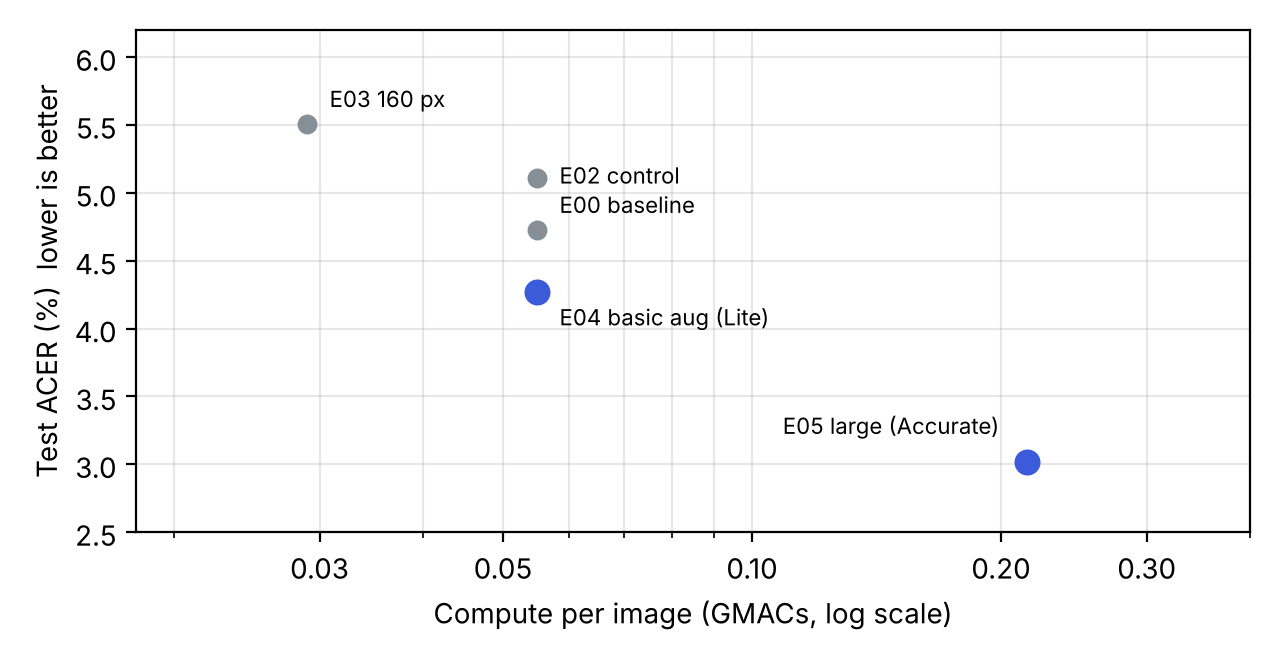 6.0
5.5
5.0
4.5
4.0
3.5
3.0
2.5
Test ACER (%) lower is better
E03 160 px
E02 control
E00 baseline
E04 basic aug (Lite)
E05 large (Accurate)
0.03
0.05
0.10
0.20
0.30
Compute per image (GMACs, log scale)